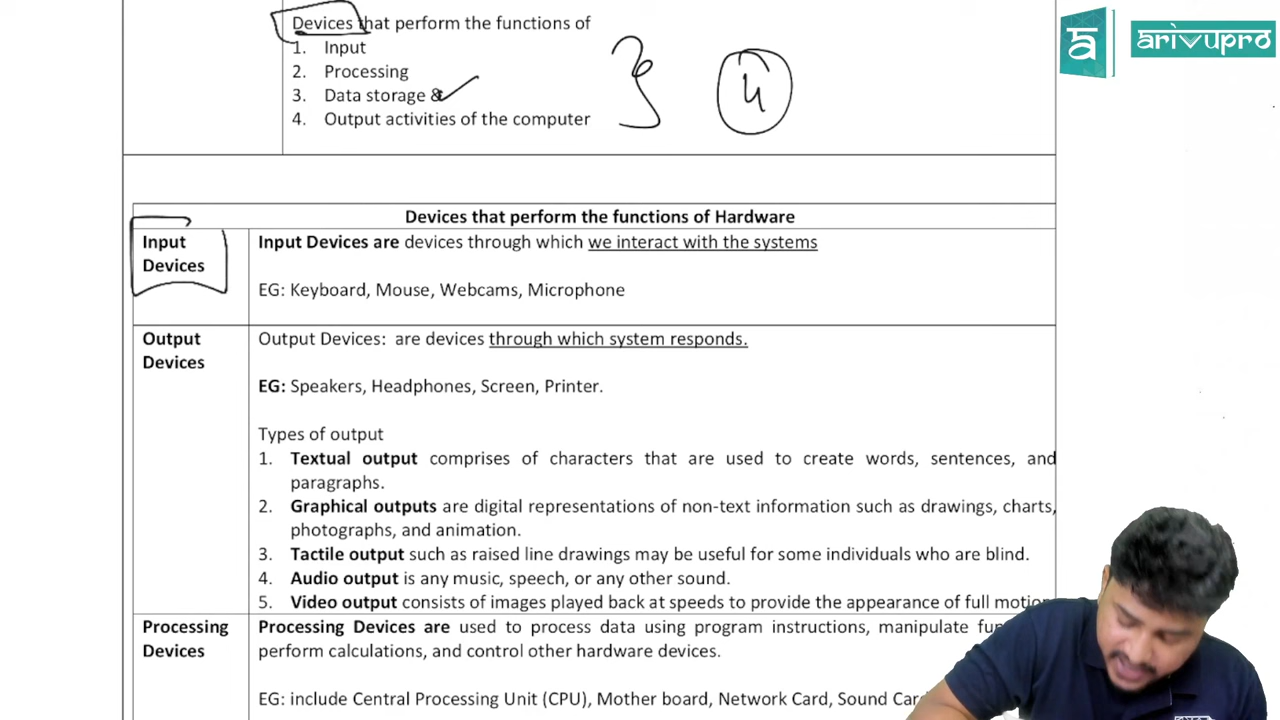 Devices that perform the functions of
1. Input
2. Processing
3. Data storage &
4. Output activities of the computer
4
arivupro
Devices that perform the functions of Hardware
Input Devices
Input Devices are devices through which we interact with the systems
EG: Keyboard, Mouse, Webcams, Microphone
Output Devices
Output Devices: are devices through which system responds.
EG: Speakers, Headphones, Screen, Printer.
Types of output
1. Textual output comprises of characters that are used to create words, sentences, and
paragraphs.
2. Graphical outputs are digital representations of non-text information such as drawings, charts,
photographs, and animation.
3. Tactile output such as raised line drawings may be useful for some individuals who are blind.
4. Audio output is any music, speech, or any other sound.
5. Video output consists of images played back at speeds to provide the appearance of full
Processing Devices
Processing Devices are used to process data using program instructions, manipulate
perform calculations, and control other hardware devices.
EG: include Central Processing Unit (CPU), Mother board, Network Card, Sound